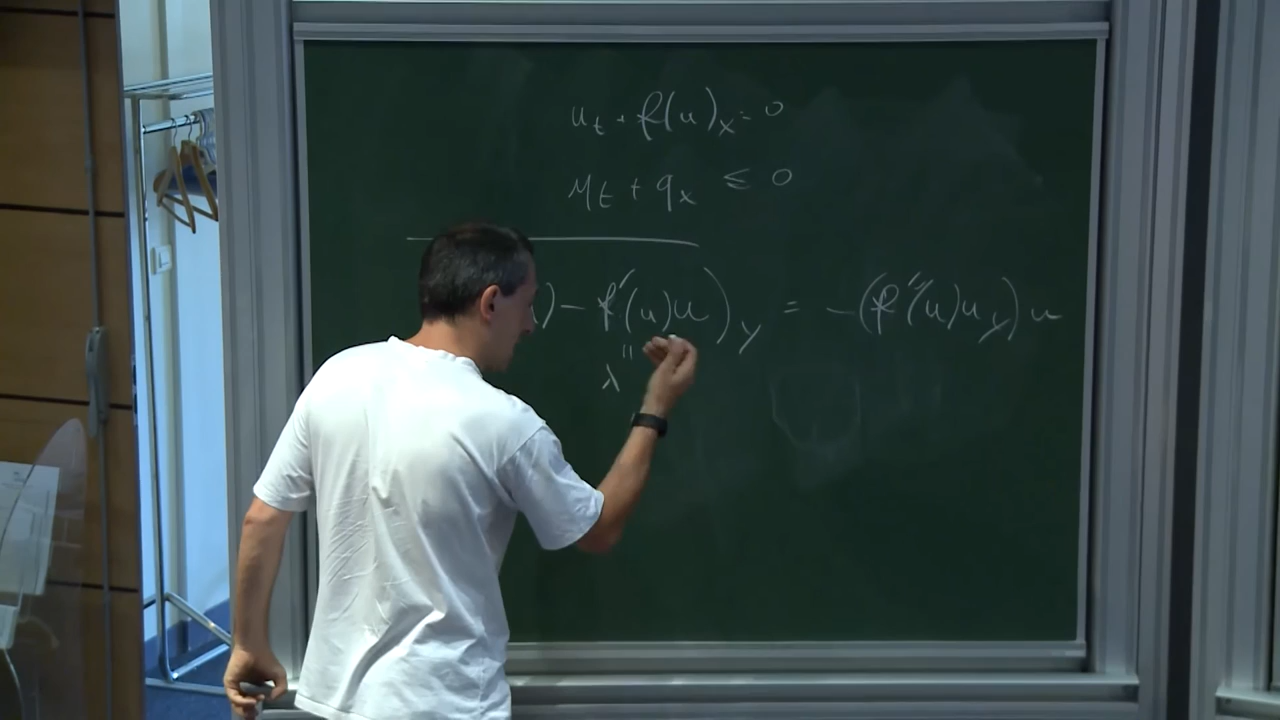 u_t + f(u)_x = 0
η_t + q_x ≤ 0
) - f'(u)u )_y = -(f''(u)u_y)u
"
λ